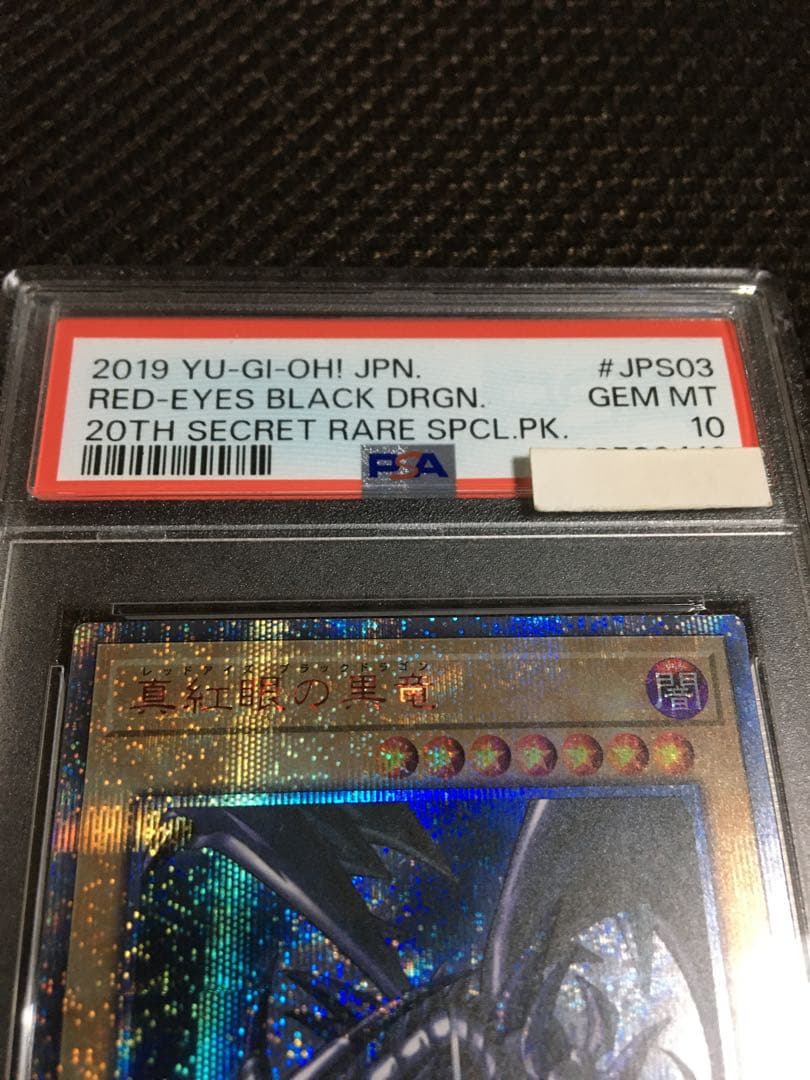 2019 YU-GI-OH! JPN. #JPS03
RED-EYES BLACK DRGN. GEM MT
20TH SECRET RARE SPCL.PK. 10
PSA
レッドアイズ・ブラックドラゴン
真紅眼の黒竜
闇